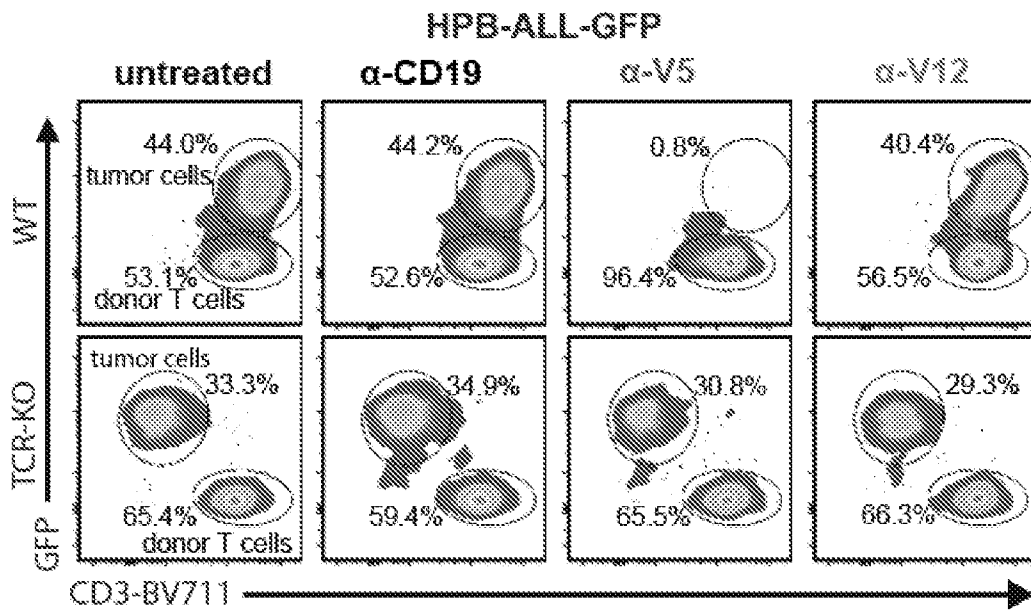 HPB-ALL-GFP
untreated α-CD19 α-V5 α-V12
44.0% 44.2% 0.8% 40.4%
tumor cells
WT
53.1% 52.6% 96.4% 56.5%
donor T cells
tumor cells
33.3% 34.9% 30.8% 29.3%
TCR-KO
65.4% 59.4% 65.5% 66.3%
donor T cells
GFP
CD3-BV711